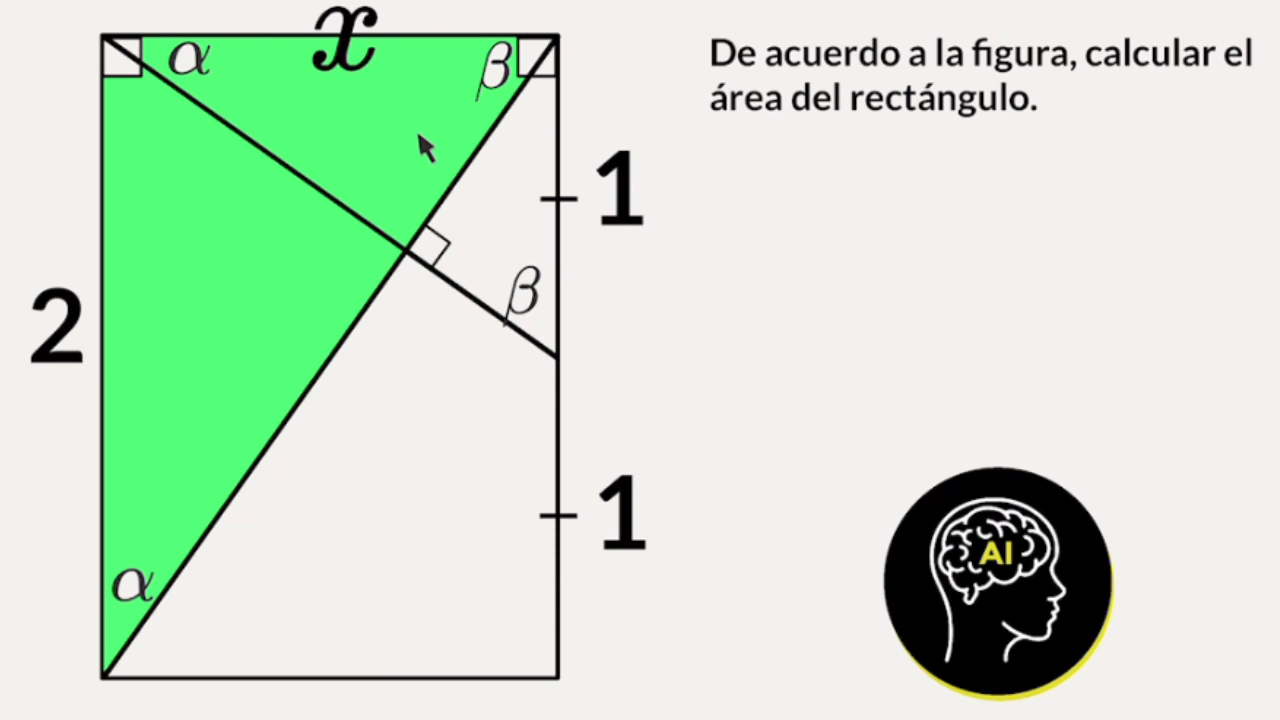 x
α
β
De acuerdo a la figura, calcular el
área del rectángulo.
1
β
2
1
α
AI